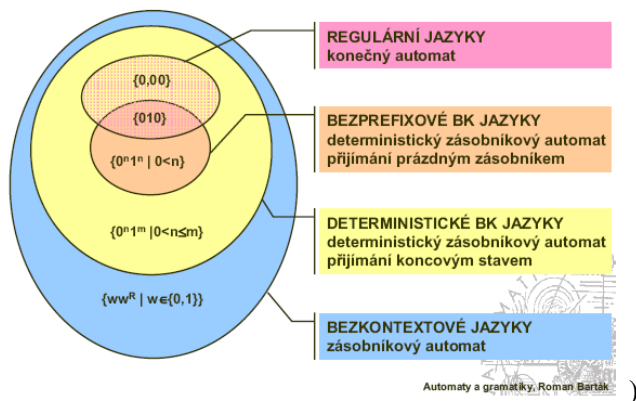 {0,00}
{010}
{0ⁿ1ⁿ | 0<n}
{0ⁿ1ᵐ |0<n≤m}
{wwᴿ | w∈{0,1}}
REGULÁRNÍ JAZYKY
konečný automat
BEZPREFIXOVÉ BK JAZYKY
deterministický zásobníkový automat
přijímání prázdným zásobníkem
DETERMINISTICKÉ BK JAZYKY
deterministický zásobníkový automat
přijímání koncovým stavem
BEZKONTEXTOVÉ JAZYKY
zásobníkový automat
Automaty a gramatiky, Roman Barták
)